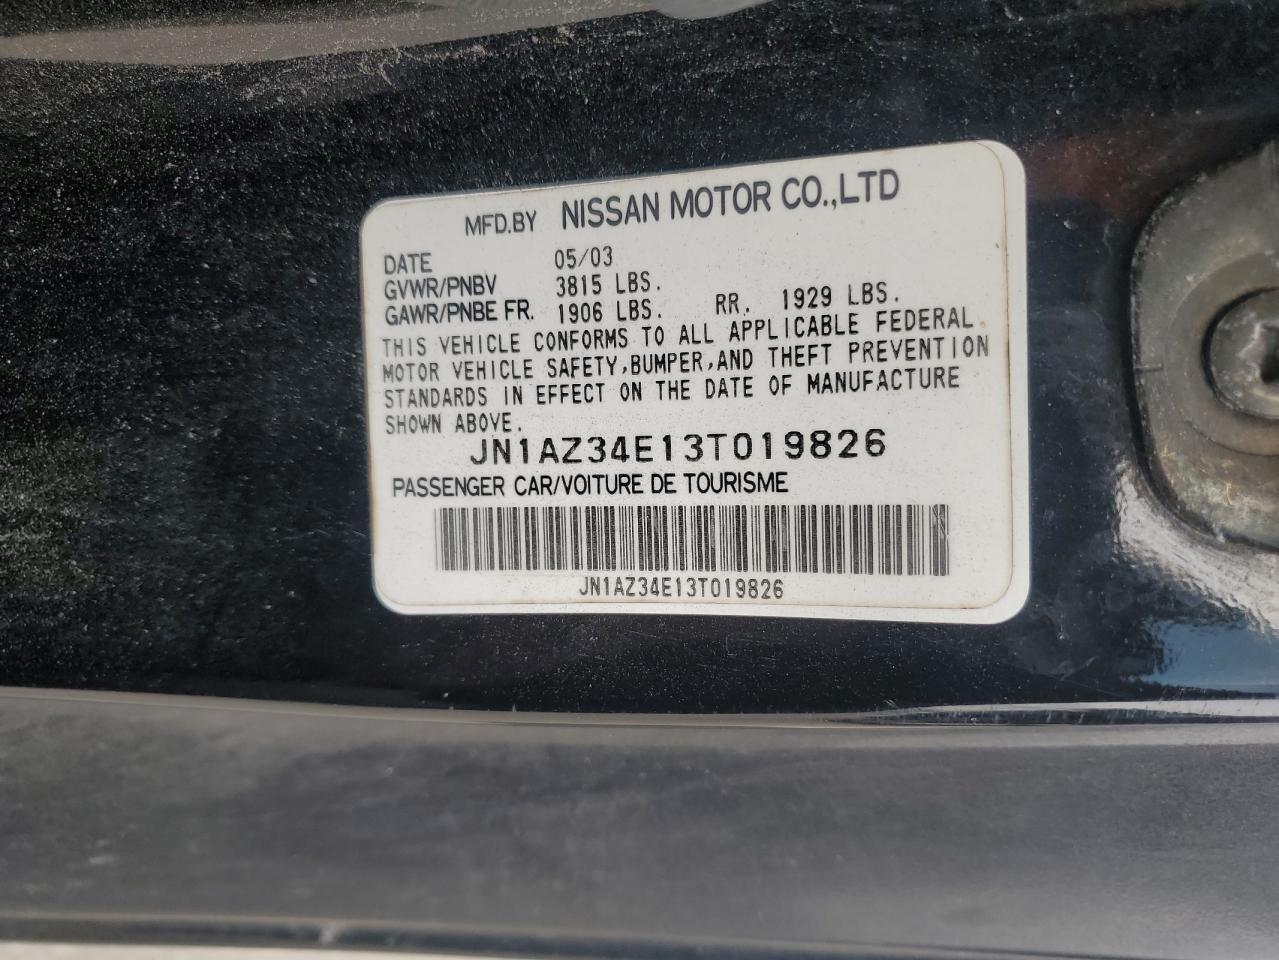 MFD.BY NISSAN MOTOR CO.,LTD
DATE 05/03
GVWR/PNBV 3815 LBS.
GAWR/PNBE FR. 1906 LBS. RR. 1929 LBS.
THIS VEHICLE CONFORMS TO ALL APPLICABLE FEDERAL
MOTOR VEHICLE SAFETY,BUMPER,AND THEFT PREVENTION
STANDARDS IN EFFECT ON THE DATE OF MANUFACTURE
SHOWN ABOVE.
JN1AZ34E13T019826
PASSENGER CAR/VOITURE DE TOURISME
JN1AZ34E13T019826